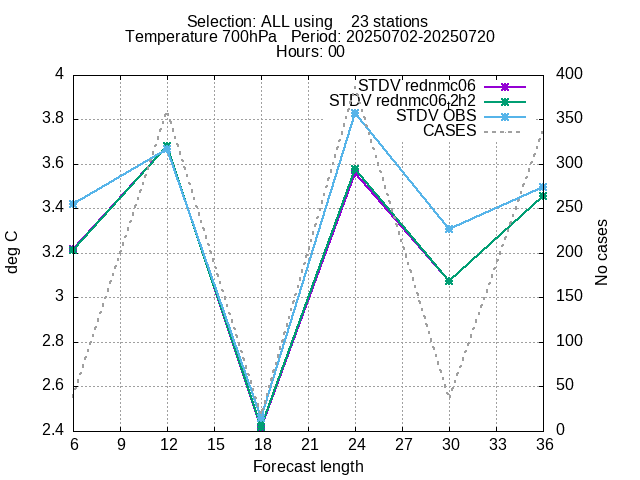 Selection: ALL using    23 stations
Temperature 700hPa   Period: 20250702-20250720
Hours: 00
STDV rednmc06
STDV rednmc06,2h2
STDV OBS
CASES
4
3.8
3.6
3.4
3.2
3
2.8
2.6
2.4
deg C
400
350
300
250
200
150
100
50
0
No cases
6 9 12 15 18 21 24 27 30 33 36
Forecast length